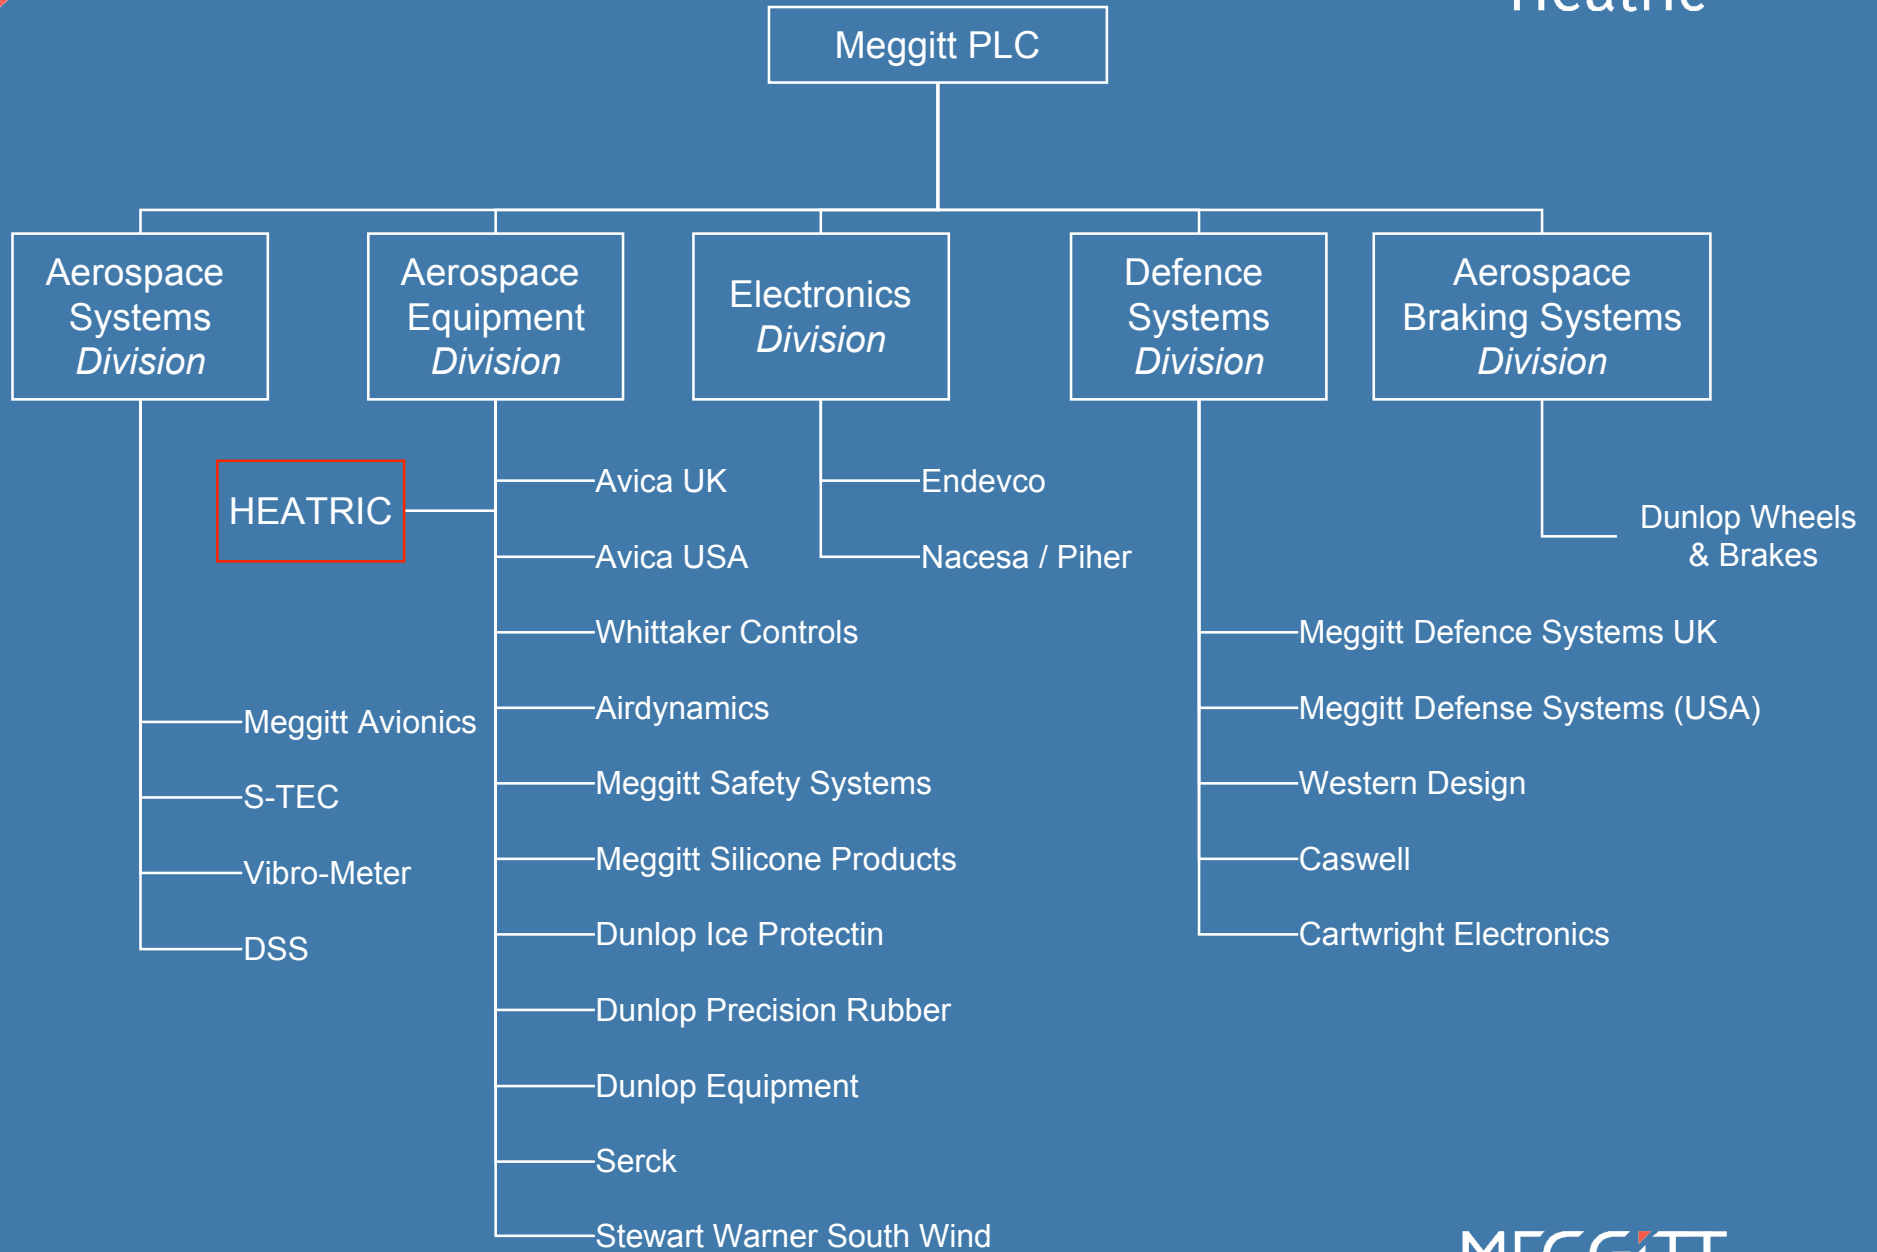 Heatric
Meggitt PLC
Aerospace
Systems
Division
Aerospace
Equipment
Division
Electronics
Division
Defence
Systems
Division
Aerospace
Braking Systems
Division
HEATRIC
Meggitt Avionics
S-TEC
Vibro-Meter
DSS
Avica UK
Avica USA
Whittaker Controls
Airdynamics
Meggitt Safety Systems
Meggitt Silicone Products
Dunlop Ice Protectin
Dunlop Precision Rubber
Dunlop Equipment
Serck
Stewart Warner South Wind
Endevco
Nacesa / Piher
Meggitt Defence Systems UK
Meggitt Defense Systems (USA)
Western Design
Caswell
Cartwright Electronics
Dunlop Wheels
& Brakes
MEGGiTT